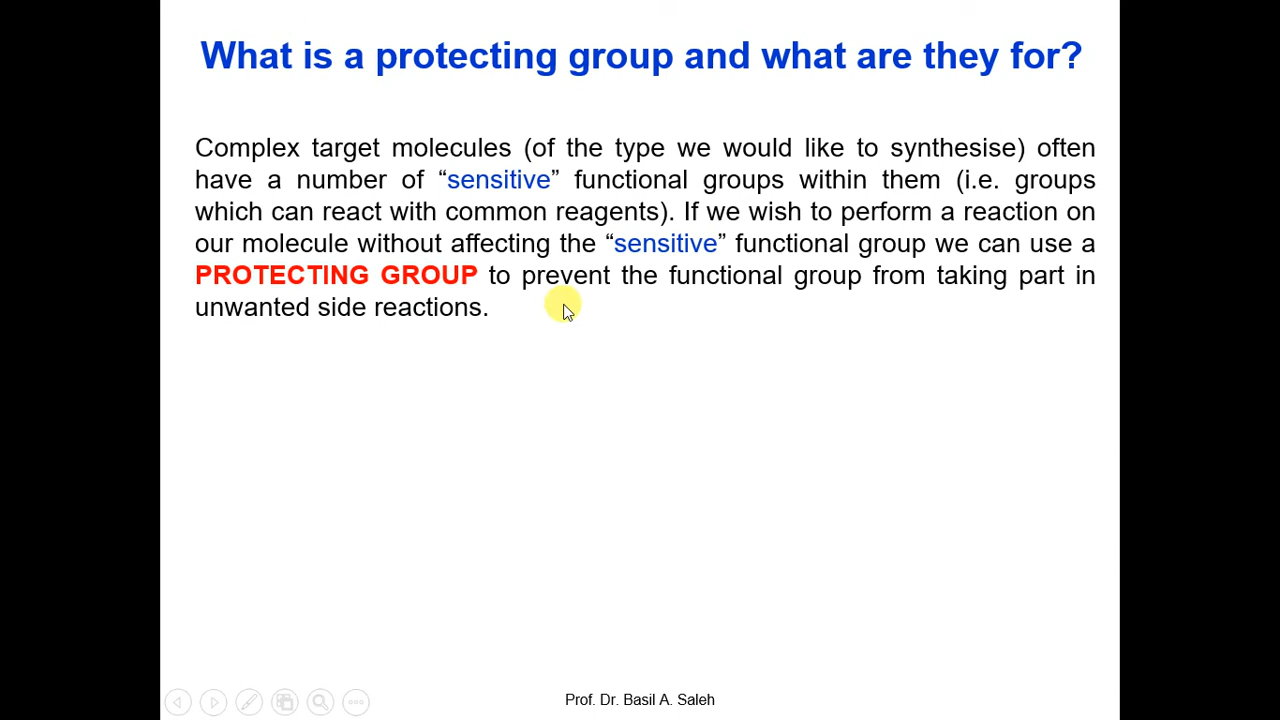 What is a protecting group and what are they for?
Complex target molecules (of the type we would like to synthesise) often
have a number of “sensitive” functional groups within them (i.e. groups
which can react with common reagents). If we wish to perform a reaction on
our molecule without affecting the “sensitive” functional group we can use a
PROTECTING GROUP to prevent the functional group from taking part in
unwanted side reactions.
Prof. Dr. Basil A. Saleh